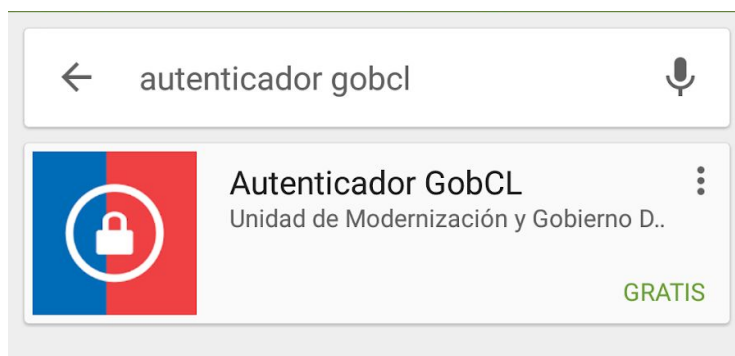 autenticador gobcl
Autenticador GobCL
Unidad de Modernización y Gobierno D..
GRATIS